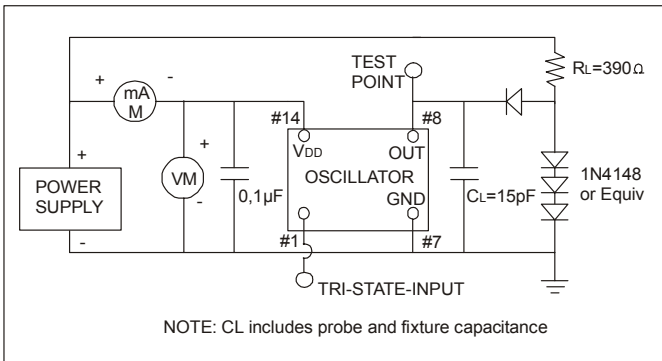 TEST
POINT
RL=390Ω
+
-
mA
M
#14
#8
+
VM
-
+
POWER
SUPPLY
-
0,1µF
VDD
OUT
OSCILLATOR
GND
CL=15pF
1N4148
or Equiv
#1
#7
TRI-STATE-INPUT
NOTE: CL includes probe and fixture capacitance